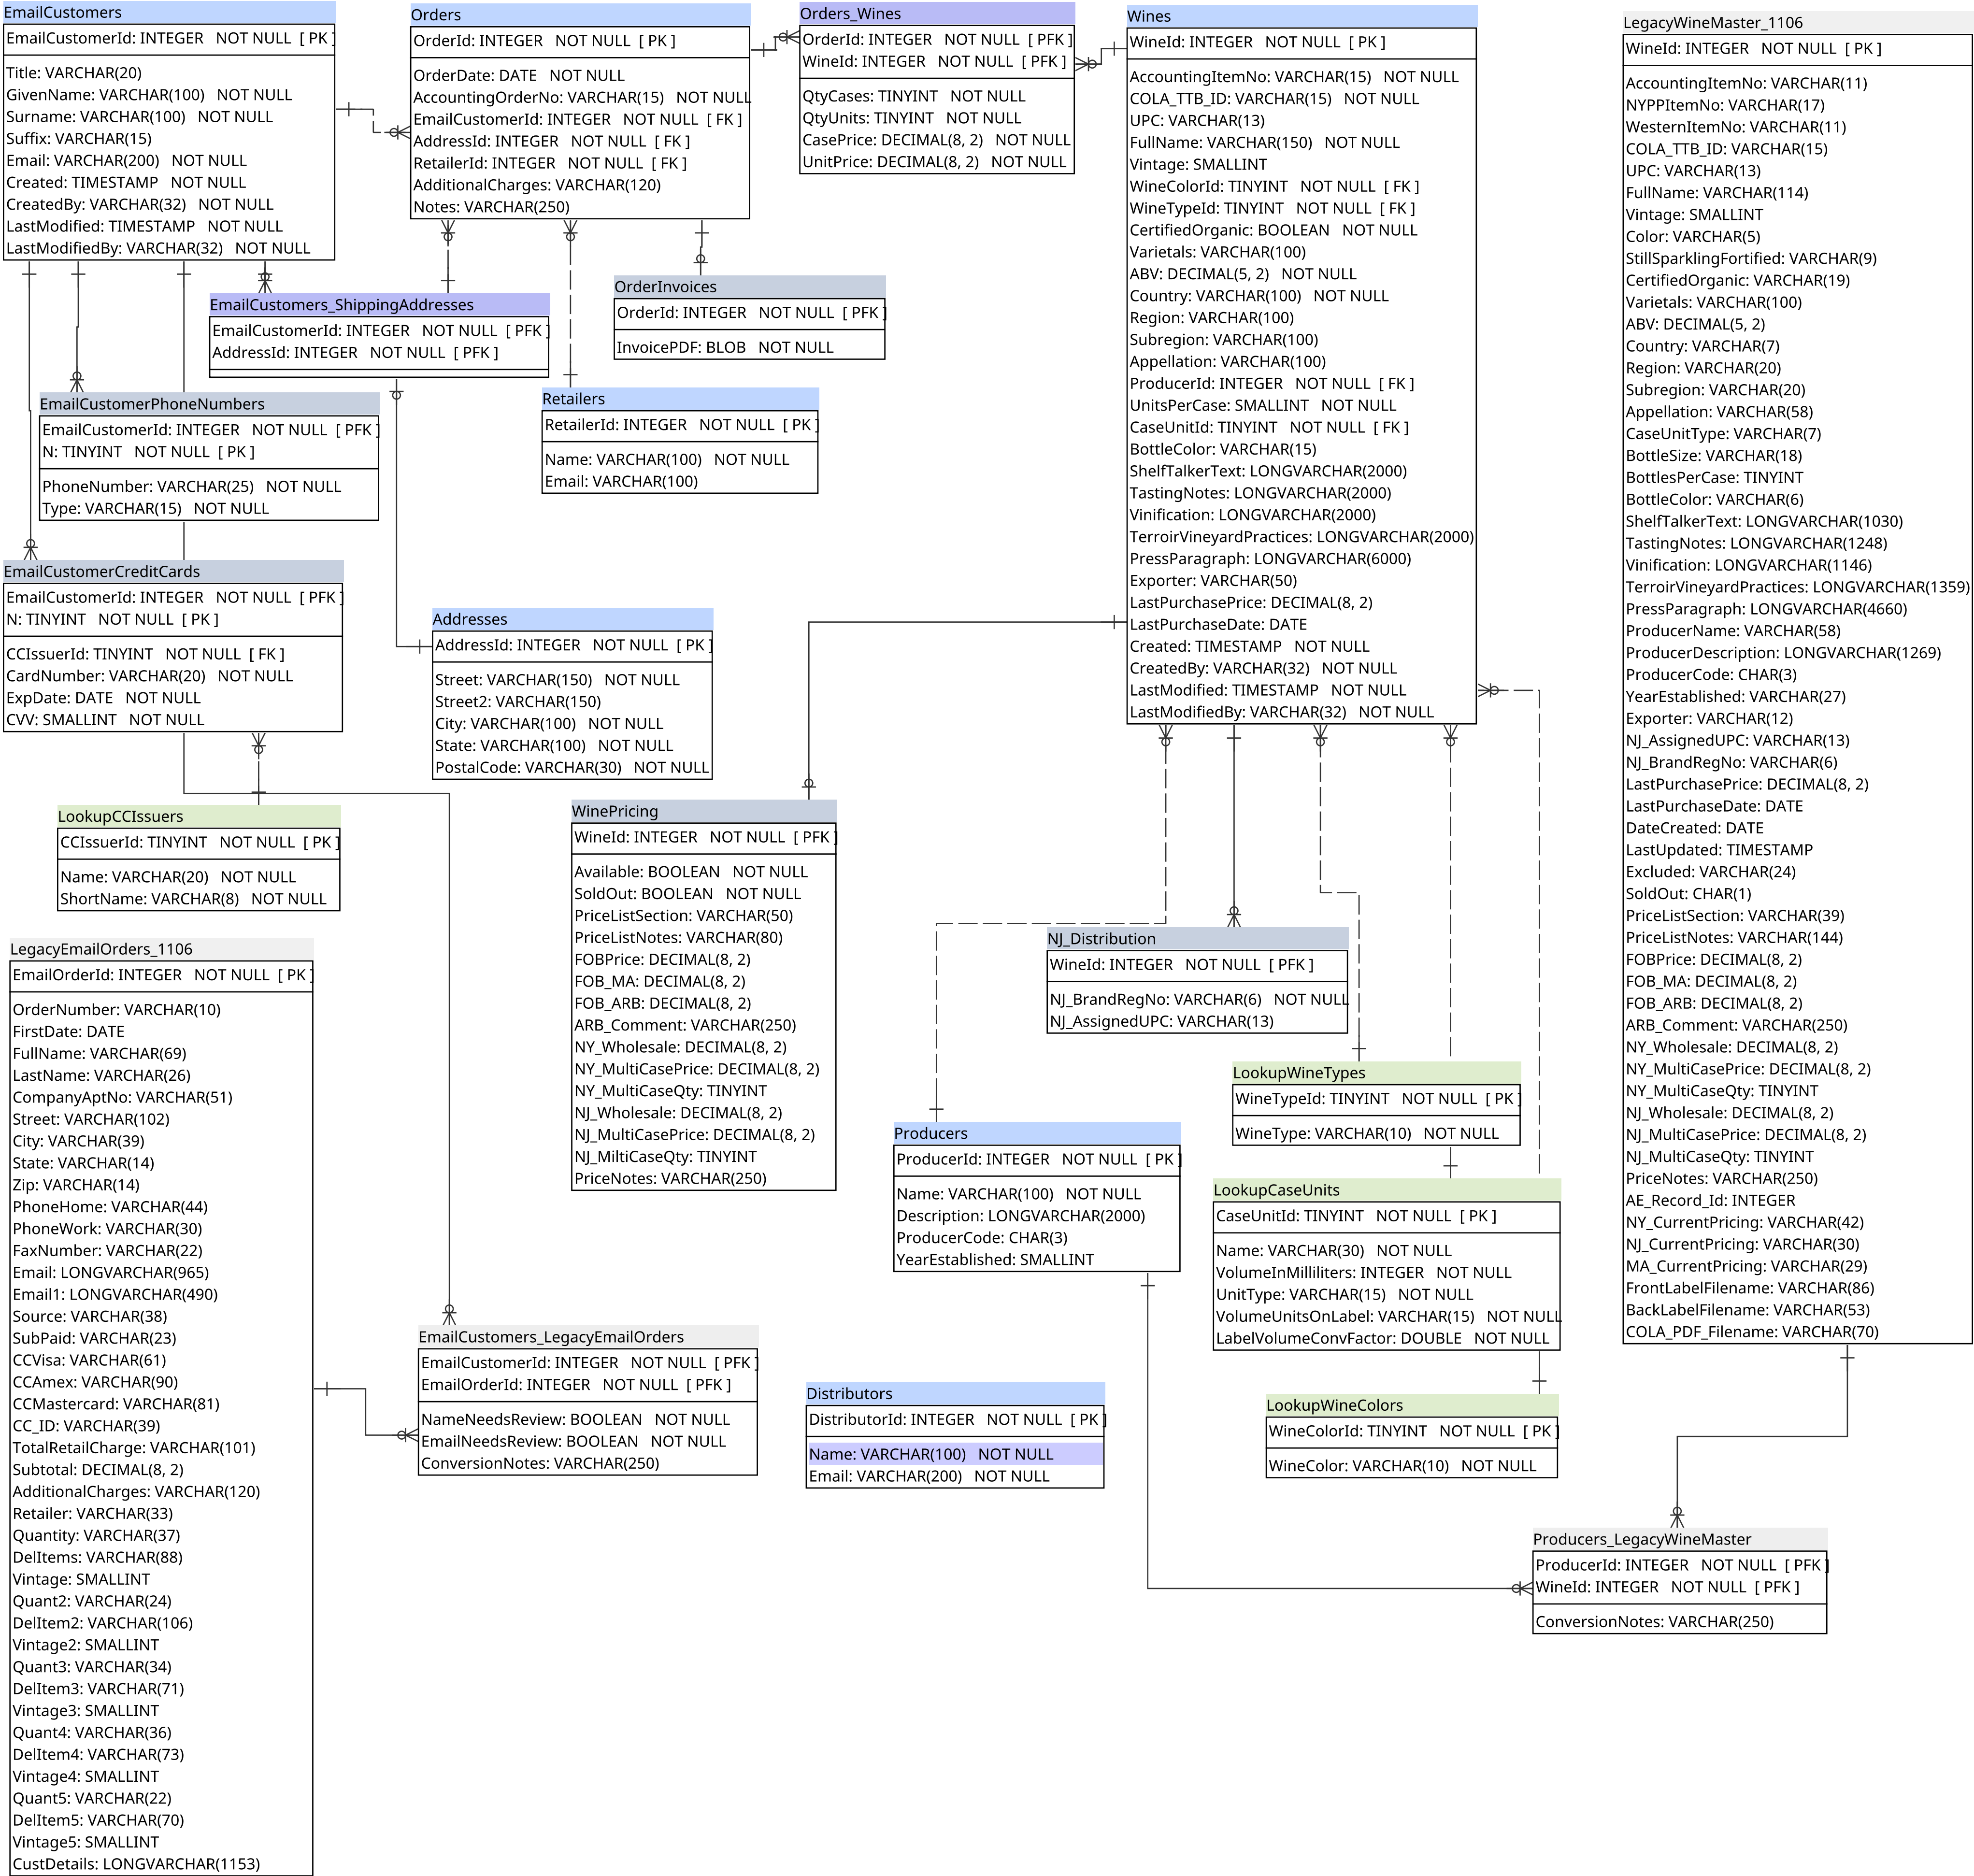 EmailCustomers
EmailCustomerId: INTEGER NOT NULL [ PK ]
Title: VARCHAR(20)
GivenName: VARCHAR(100) NOT NULL
Surname: VARCHAR(100) NOT NULL
Suffix: VARCHAR(15)
Email: VARCHAR(200) NOT NULL
Created: TIMESTAMP NOT NULL
CreatedBy: VARCHAR(32) NOT NULL
LastModified: TIMESTAMP NOT NULL
LastModifiedBy: VARCHAR(32) NOT NULL
Orders
OrderId: INTEGER NOT NULL [ PK ]
OrderDate: DATE NOT NULL
AccountingOrderNo: VARCHAR(15) NOT NULL
EmailCustomerId: INTEGER NOT NULL [ FK ]
AddressId: INTEGER NOT NULL [ FK ]
RetailerId: INTEGER NOT NULL [ FK ]
AdditionalCharges: VARCHAR(120)
Notes: VARCHAR(250)
Orders_Wines
OrderId: INTEGER NOT NULL [ PFK ]
WineId: INTEGER NOT NULL [ PFK ]
QtyCases: TINYINT NOT NULL
QtyUnits: TINYINT NOT NULL
CasePrice: DECIMAL(8, 2) NOT NULL
UnitPrice: DECIMAL(8, 2) NOT NULL
Wines
WineId: INTEGER NOT NULL [ PK ]
AccountingItemNo: VARCHAR(15) NOT NULL
COLA_TTB_ID: VARCHAR(15) NOT NULL
UPC: VARCHAR(13)
FullName: VARCHAR(150) NOT NULL
Vintage: SMALLINT
WineColorId: TINYINT NOT NULL [ FK ]
WineTypeId: TINYINT NOT NULL [ FK ]
CertifiedOrganic: BOOLEAN NOT NULL
Varietals: VARCHAR(100)
ABV: DECIMAL(5, 2) NOT NULL
Country: VARCHAR(100) NOT NULL
Region: VARCHAR(100)
Subregion: VARCHAR(100)
Appellation: VARCHAR(100)
ProducerId: INTEGER NOT NULL [ FK ]
UnitsPerCase: SMALLINT NOT NULL
CaseUnitId: TINYINT NOT NULL [ FK ]
BottleColor: VARCHAR(15)
ShelfTalkerText: LONGVARCHAR(2000)
TastingNotes: LONGVARCHAR(2000)
Vinification: LONGVARCHAR(2000)
TerroirVineyardPractices: LONGVARCHAR(2000)
PressParagraph: LONGVARCHAR(6000)
Exporter: VARCHAR(50)
LastPurchasePrice: DECIMAL(8, 2)
LastPurchaseDate: DATE
Created: TIMESTAMP NOT NULL
CreatedBy: VARCHAR(32) NOT NULL
LastModified: TIMESTAMP NOT NULL
LastModifiedBy: VARCHAR(32) NOT NULL
LegacyWineMaster_1106
WineId: INTEGER NOT NULL [ PK ]
AccountingItemNo: VARCHAR(11)
NYPPItemNo: VARCHAR(17)
WesternItemNo: VARCHAR(11)
COLA_TTB_ID: VARCHAR(15)
UPC: VARCHAR(13)
FullName: VARCHAR(114)
Vintage: SMALLINT
Color: VARCHAR(5)
StillSparklingFortified: VARCHAR(9)
CertifiedOrganic: VARCHAR(19)
Varietals: VARCHAR(100)
ABV: DECIMAL(5, 2)
Country: VARCHAR(7)
Region: VARCHAR(20)
Subregion: VARCHAR(20)
Appellation: VARCHAR(58)
CaseUnitType: VARCHAR(7)
BottleSize: VARCHAR(18)
BottlesPerCase: TINYINT
BottleColor: VARCHAR(6)
ShelfTalkerText: LONGVARCHAR(1030)
TastingNotes: LONGVARCHAR(1248)
Vinification: LONGVARCHAR(1146)
TerroirVineyardPractices: LONGVARCHAR(1359)
PressParagraph: LONGVARCHAR(4660)
ProducerName: VARCHAR(58)
ProducerDescription: LONGVARCHAR(1269)
ProducerCode: CHAR(3)
YearEstablished: VARCHAR(27)
Exporter: VARCHAR(12)
NJ_AssignedUPC: VARCHAR(13)
NJ_BrandRegNo: VARCHAR(6)
LastPurchasePrice: DECIMAL(8, 2)
LastPurchaseDate: DATE
DateCreated: DATE
LastUpdated: TIMESTAMP
Excluded: VARCHAR(24)
SoldOut: CHAR(1)
PriceListSection: VARCHAR(39)
PriceListNotes: VARCHAR(144)
FOBPrice: DECIMAL(8, 2)
FOB_MA: DECIMAL(8, 2)
FOB_ARB: DECIMAL(8, 2)
ARB_Comment: VARCHAR(250)
NY_Wholesale: DECIMAL(8, 2)
NY_MultiCasePrice: DECIMAL(8, 2)
NY_MultiCaseQty: TINYINT
NJ_Wholesale: DECIMAL(8, 2)
NJ_MultiCasePrice: DECIMAL(8, 2)
NJ_MultiCaseQty: TINYINT
PriceNotes: VARCHAR(250)
AE_Record_Id: INTEGER
NY_CurrentPricing: VARCHAR(42)
NJ_CurrentPricing: VARCHAR(30)
MA_CurrentPricing: VARCHAR(29)
FrontLabelFilename: VARCHAR(86)
BackLabelFilename: VARCHAR(53)
COLA_PDF_Filename: VARCHAR(70)
EmailCustomers_ShippingAddresses
EmailCustomerId: INTEGER NOT NULL [ PFK ]
AddressId: INTEGER NOT NULL [ PFK ]
OrderInvoices
OrderId: INTEGER NOT NULL [ PFK ]
InvoicePDF: BLOB NOT NULL
EmailCustomerPhoneNumbers
EmailCustomerId: INTEGER NOT NULL [ PFK ]
N: TINYINT NOT NULL [ PK ]
PhoneNumber: VARCHAR(25) NOT NULL
Type: VARCHAR(15) NOT NULL
Retailers
RetailerId: INTEGER NOT NULL [ PK ]
Name: VARCHAR(100) NOT NULL
Email: VARCHAR(100)
EmailCustomerCreditCards
EmailCustomerId: INTEGER NOT NULL [ PFK ]
N: TINYINT NOT NULL [ PK ]
CCIssuerId: TINYINT NOT NULL [ FK ]
CardNumber: VARCHAR(20) NOT NULL
ExpDate: DATE NOT NULL
CVV: SMALLINT NOT NULL
Addresses
AddressId: INTEGER NOT NULL [ PK ]
Street: VARCHAR(150) NOT NULL
Street2: VARCHAR(150)
City: VARCHAR(100) NOT NULL
State: VARCHAR(100) NOT NULL
PostalCode: VARCHAR(30) NOT NULL
LookupCCIssuers
CCIssuerId: TINYINT NOT NULL [ PK ]
Name: VARCHAR(20) NOT NULL
ShortName: VARCHAR(8) NOT NULL
WinePricing
WineId: INTEGER NOT NULL [ PFK ]
Available: BOOLEAN NOT NULL
SoldOut: BOOLEAN NOT NULL
PriceListSection: VARCHAR(50)
PriceListNotes: VARCHAR(80)
FOBPrice: DECIMAL(8, 2)
FOB_MA: DECIMAL(8, 2)
FOB_ARB: DECIMAL(8, 2)
ARB_Comment: VARCHAR(250)
NY_Wholesale: DECIMAL(8, 2)
NY_MultiCasePrice: DECIMAL(8, 2)
NY_MultiCaseQty: TINYINT
NJ_Wholesale: DECIMAL(8, 2)
NJ_MultiCasePrice: DECIMAL(8, 2)
NJ_MiltiCaseQty: TINYINT
PriceNotes: VARCHAR(250)
NJ_Distribution
WineId: INTEGER NOT NULL [ PFK ]
NJ_BrandRegNo: VARCHAR(6) NOT NULL
NJ_AssignedUPC: VARCHAR(13)
LookupWineTypes
WineTypeId: TINYINT NOT NULL [ PK ]
WineType: VARCHAR(10) NOT NULL
Producers
ProducerId: INTEGER NOT NULL [ PK ]
Name: VARCHAR(100) NOT NULL
Description: LONGVARCHAR(2000)
ProducerCode: CHAR(3)
YearEstablished: SMALLINT
LookupCaseUnits
CaseUnitId: TINYINT NOT NULL [ PK ]
Name: VARCHAR(30) NOT NULL
VolumeInMilliliters: INTEGER NOT NULL
UnitType: VARCHAR(15) NOT NULL
VolumeUnitsOnLabel: VARCHAR(15) NOT NULL
LabelVolumeConvFactor: DOUBLE NOT NULL
LegacyEmailOrders_1106
EmailOrderId: INTEGER NOT NULL [ PK ]
OrderNumber: VARCHAR(10)
FirstDate: DATE
FullName: VARCHAR(69)
LastName: VARCHAR(26)
CompanyAptNo: VARCHAR(51)
Street: VARCHAR(102)
City: VARCHAR(39)
State: VARCHAR(14)
Zip: VARCHAR(14)
PhoneHome: VARCHAR(44)
PhoneWork: VARCHAR(30)
FaxNumber: VARCHAR(22)
Email: LONGVARCHAR(965)
Email1: LONGVARCHAR(490)
Source: VARCHAR(38)
SubPaid: VARCHAR(23)
CCVisa: VARCHAR(61)
CCAmex: VARCHAR(90)
CCMastercard: VARCHAR(81)
CC_ID: VARCHAR(39)
TotalRetailCharge: VARCHAR(101)
Subtotal: DECIMAL(8, 2)
AdditionalCharges: VARCHAR(120)
Retailer: VARCHAR(33)
Quantity: VARCHAR(37)
DelItems: VARCHAR(88)
Vintage: SMALLINT
Quant2: VARCHAR(24)
DelItem2: VARCHAR(106)
Vintage2: SMALLINT
Quant3: VARCHAR(34)
DelItem3: VARCHAR(71)
Vintage3: SMALLINT
Quant4: VARCHAR(36)
DelItem4: VARCHAR(73)
Vintage4: SMALLINT
Quant5: VARCHAR(22)
DelItem5: VARCHAR(70)
Vintage5: SMALLINT
CustDetails: LONGVARCHAR(1153)
EmailCustomers_LegacyEmailOrders
EmailCustomerId: INTEGER NOT NULL [ PFK ]
EmailOrderId: INTEGER NOT NULL [ PFK ]
NameNeedsReview: BOOLEAN NOT NULL
EmailNeedsReview: BOOLEAN NOT NULL
ConversionNotes: VARCHAR(250)
Distributors
DistributorId: INTEGER NOT NULL [ PK ]
Name: VARCHAR(100) NOT NULL
Email: VARCHAR(200) NOT NULL
LookupWineColors
WineColorId: TINYINT NOT NULL [ PK ]
WineColor: VARCHAR(10) NOT NULL
Producers_LegacyWineMaster
ProducerId: INTEGER NOT NULL [ PFK ]
WineId: INTEGER NOT NULL [ PFK ]
ConversionNotes: VARCHAR(250)